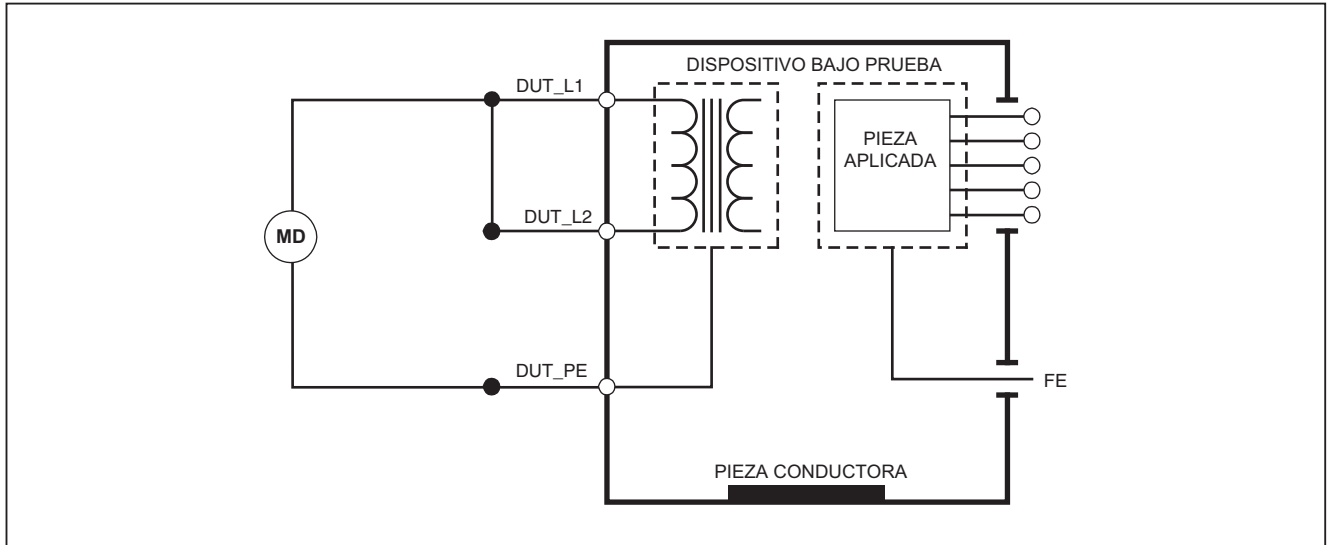 DISPOSITIVO BAJO PRUEBA
DUT_L1
PIEZA
APLICADA
DUT_L2
MD
DUT_PE
FE
PIEZA CONDUCTORA